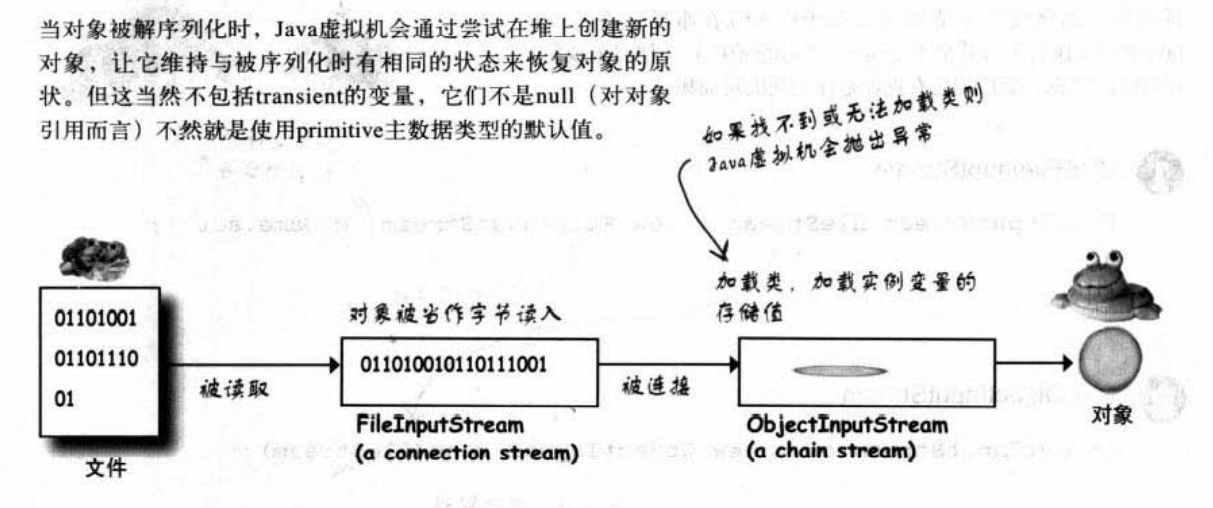 当对象被解序列化时，Java虚拟机会通过尝试在堆上创建新的
对象，让它维持与被序列化时有相同的状态来恢复对象的原
状。但这当然不包括transient的变量，它们不是null（对对象
引用而言）不然就是使用primitive主数据类型的默认值。
如果找不到或无法加载类则
Java虚拟机会抛出异常
加载类，加载实例变量的
存储值
对象被当作字节读入
01101001
01101110
01
被读取
0110100101101110​01
被连接
FileInputStream
(a connection stream)
ObjectInputStream
(a chain stream)
对象
文件